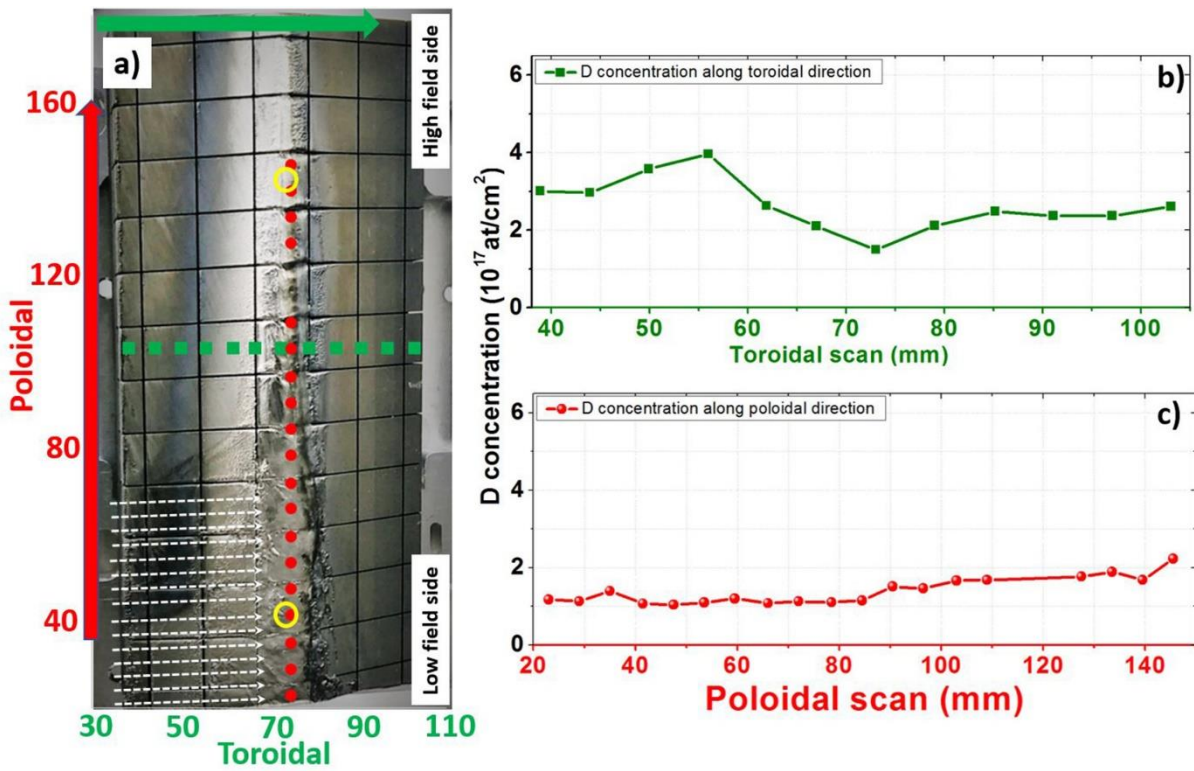 a)
High field side
Low field side
160
120
80
40
Poloidal
30 50 70 90 110
Toroidal
b)
D concentration along toroidal direction
6
4
2
0
40 50 60 70 80 90 100
Toroidal scan (mm)
D concentration (10¹⁷ at/cm²)
c)
D concentration along poloidal direction
6
4
2
0
20 40 60 80 100 120 140
Poloidal scan (mm)